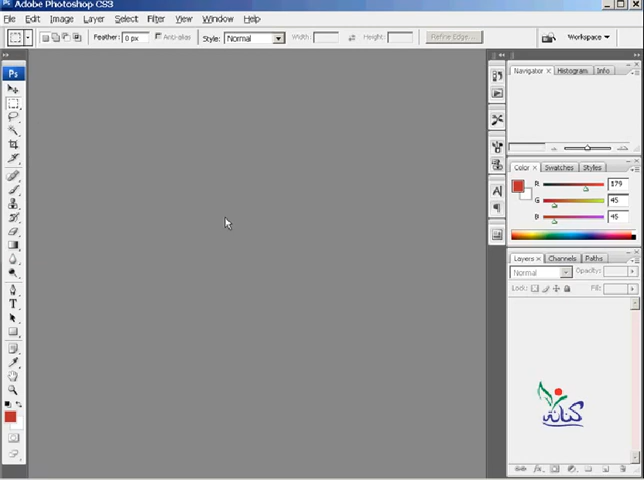 Adobe Photoshop CS3
File Edit Image Layer Select Filter View Window Help
Feather: 0 px Anti-alias Style: Normal Width: Height: Refine Edge... Workspace
Ps
Navigator × Histogram Info
Color × Swatches Styles
R 179
G 45
B 45
Layers × Channels Paths
Normal Opacity:
Lock: Fill:
T
A
كنانة